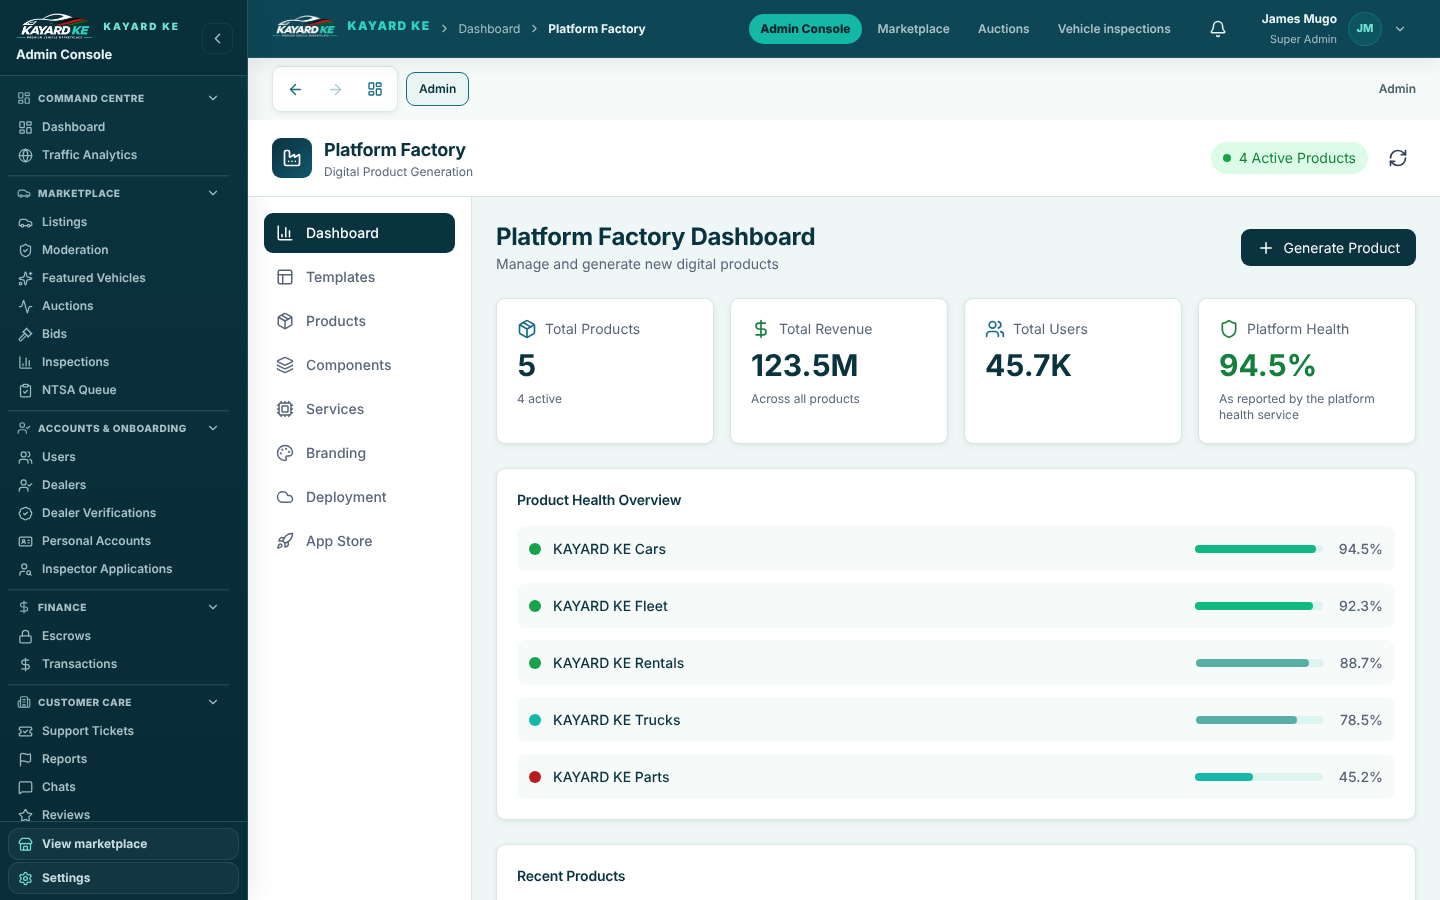 KAYARD KE
PREMIUM VEHICLE MARKETPLACE
KAYARD KE
Admin Console
COMMAND CENTRE
Dashboard
Traffic Analytics
MARKETPLACE
Listings
Moderation
Featured Vehicles
Auctions
Bids
Inspections
NTSA Queue
ACCOUNTS & ONBOARDING
Users
Dealers
Dealer Verifications
Personal Accounts
Inspector Applications
FINANCE
Escrows
Transactions
CUSTOMER CARE
Support Tickets
Reports
Chats
Reviews
View marketplace
Settings
KAYARD KE
KAYARD KE
Dashboard
Platform Factory
Admin Console
Marketplace
Auctions
Vehicle inspections
James Mugo
Super Admin
JM
Admin
Admin
Platform Factory
Digital Product Generation
4 Active Products
Dashboard
Templates
Products
Components
Services
Branding
Deployment
App Store
Platform Factory Dashboard
Manage and generate new digital products
Generate Product
Total Products
5
4 active
Total Revenue
123.5M
Across all products
Total Users
45.7K
Platform Health
94.5%
As reported by the platform
health service
Product Health Overview
KAYARD KE Cars
94.5%
KAYARD KE Fleet
92.3%
KAYARD KE Rentals
88.7%
KAYARD KE Trucks
78.5%
KAYARD KE Parts
45.2%
Recent Products